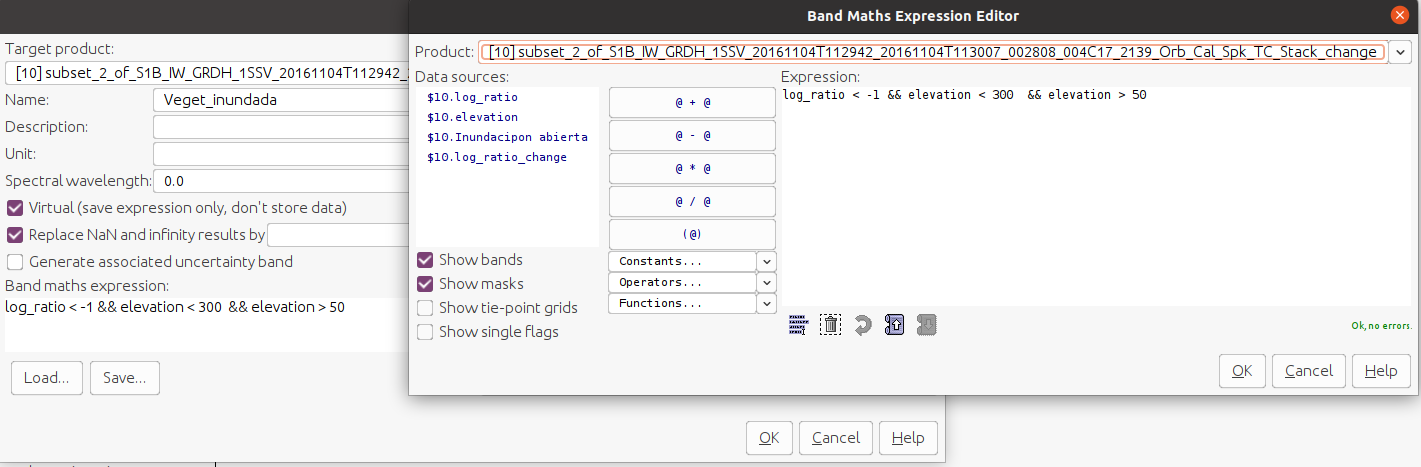 Band Maths Expression Editor
Target product:
[10] subset_2_of_S1B_IW_GRDH_1SSV_20161104T112942_
Name: Veget_inundada
Description:
Unit:
Spectral wavelength: 0.0
Virtual (save expression only, don't store data)
Replace NaN and infinity results by
Generate associated uncertainty band
Band maths expression:
log_ratio < -1 && elevation < 300 && elevation > 50
Load... Save...
OK Cancel Help
Product: [10] subset_2_of_S1B_IW_GRDH_1SSV_20161104T112942_20161104T113007_002808_004C17_2139_Orb_Cal_Spk_TC_Stack_change
Data sources:
$10.log_ratio
$10.elevation
$10.Inundacipon abierta
$10.log_ratio_change
@ + @
@ - @
@ * @
@ / @
(@)
Constants...
Operators...
Functions...
Show bands
Show masks
Show tie-point grids
Show single flags
Expression:
log_ratio < -1 && elevation < 300  && elevation > 50
Ok, no errors.
OK Cancel Help